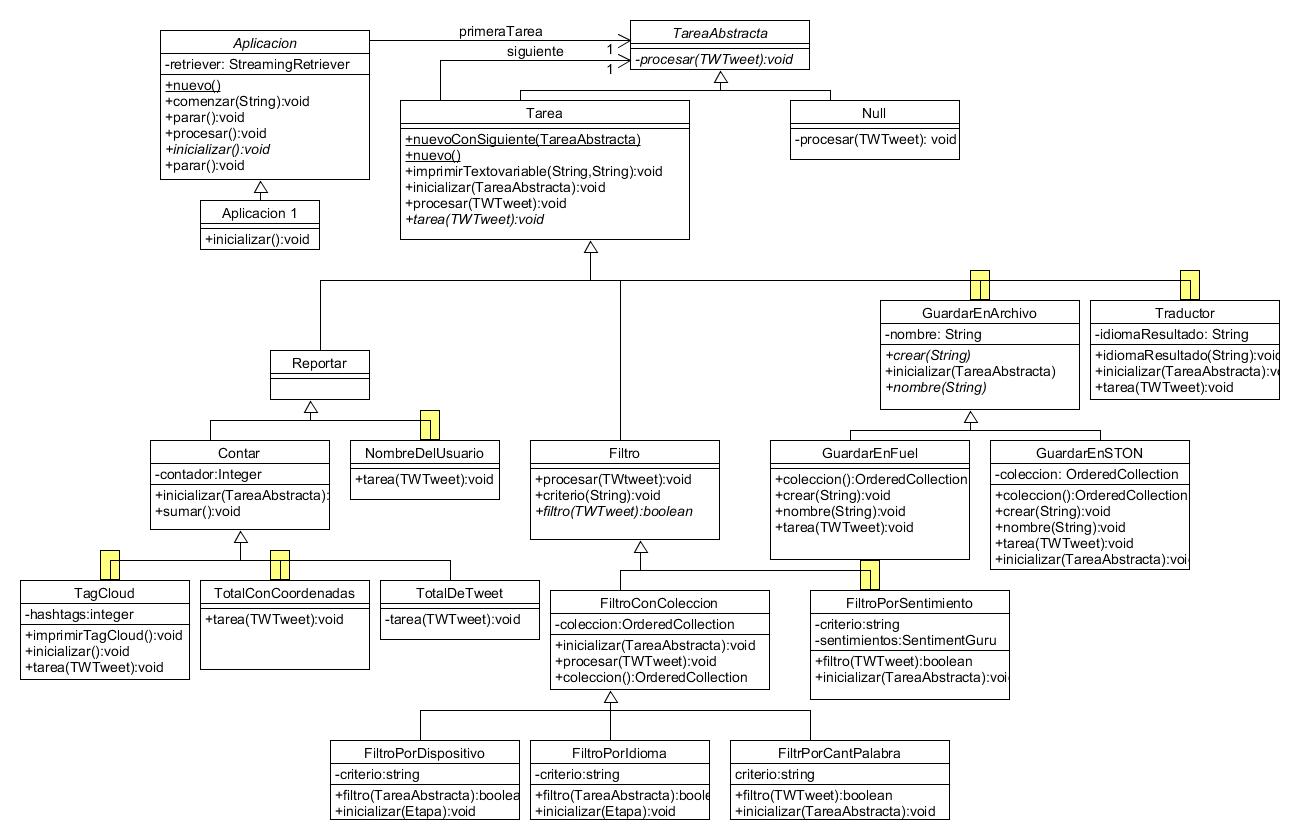 primeraTarea
1
siguiente
1
Aplicacion
-retriever: StreamingRetriever
+nuevo()
+comenzar(String):void
+parar():void
+procesar():void
+inicializar():void
+parar():void
TareaAbstracta
-procesar(TWTweet):void
Tarea
+nuevoConSiguiente(TareaAbstracta)
+nuevo()
+imprimirTextovariable(String,String):void
+inicializar(TareaAbstracta):void
+procesar(TWTweet):void
+tarea(TWTweet):void
Null
-procesar(TWTweet): void
Aplicacion 1
+inicializar():void
Reportar
GuardarEnArchivo
-nombre: String
+crear(String)
+inicializar(TareaAbstracta)
+nombre(String)
Traductor
-idiomaResultado: String
+idiomaResultado(String):void
+inicializar(TareaAbstracta):v
+tarea(TWTweet):void
Contar
-contador:Integer
+inicializar(TareaAbstracta):
+sumar():void
NombreDelUsuario
+tarea(TWTweet):void
Filtro
+procesar(TWtweet):void
+criterio(String):void
+filtro(TWTweet):boolean
GuardarEnFuel
+coleccion():OrderedCollection
+crear(String):void
+nombre(String):void
+tarea(TWTweet):void
GuardarEnSTON
-coleccion: OrderedCollection
+coleccion():OrderedCollection
+crear(String):void
+nombre(String):void
+tarea(TWTweet):void
+inicializar(TareaAbstracta):voi
TagCloud
-hashtags:integer
+imprimirTagCloud():void
+inicializar():void
+tarea(TWTweet):void
TotalConCoordenadas
+tarea(TWTweet):void
TotalDeTweet
-tarea(TWTweet):void
FiltroConColeccion
-coleccion:OrderedCollection
+inicializar(TareaAbstracta):void
+procesar(TWTweet):void
+coleccion():OrderedCollection
FiltroPorSentimiento
-criterio:string
-sentimientos:SentimentGuru
+filtro(TWTweet):boolean
+inicializar(TareaAbstracta):voi
FiltroPorDispositivo
-criterio:string
+filtro(TareaAbstracta):boolea
+inicializar(Etapa):void
FiltroPorIdioma
-criterio:string
+filtro(TareaAbstracta):boole
+inicializar(Etapa):void
FiltrPorCantPalabra
criterio:string
+filtro(TWTweet):boolean
+inicializar(TareaAbstracta):void